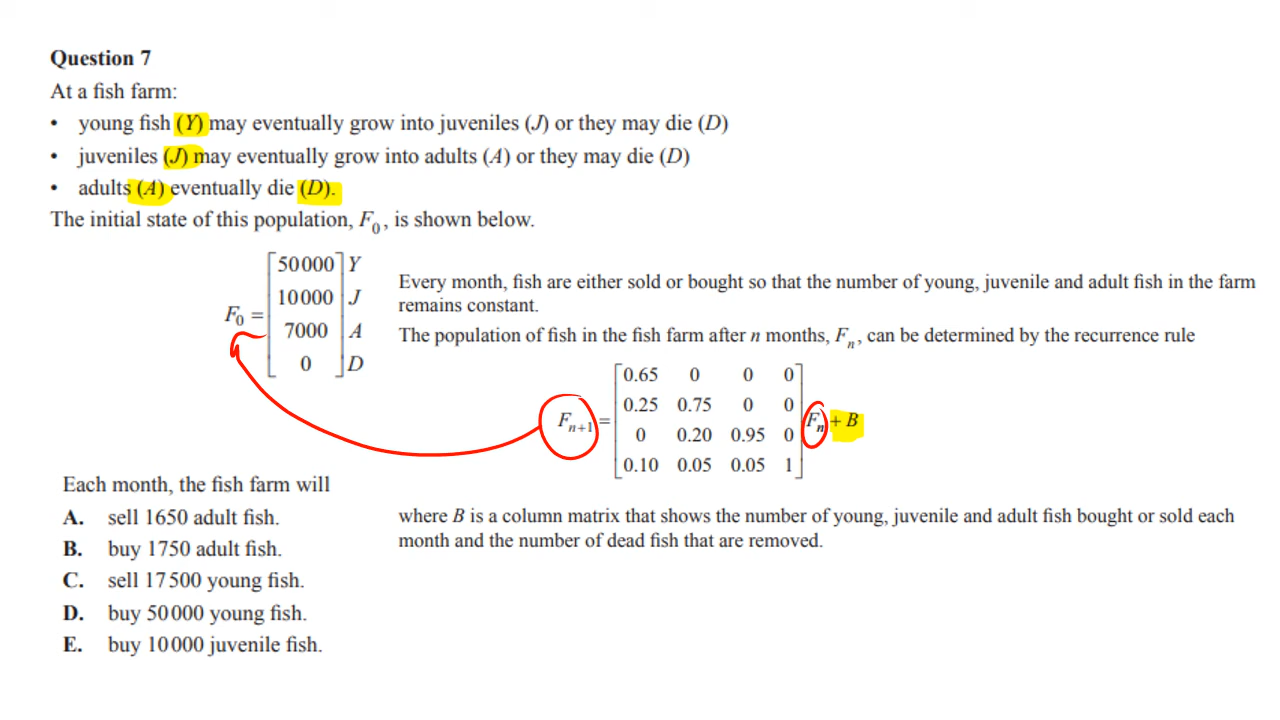 Question 7
At a fish farm:
• young fish (Y) may eventually grow into juveniles (J) or they may die (D)
• juveniles (J) may eventually grow into adults (A) or they may die (D)
• adults (A) eventually die (D).
The initial state of this population, F₀, is shown below.
F₀ =
50000 Y
10000 J
7000 A
0 D
Every month, fish are either sold or bought so that the number of young, juvenile and adult fish in the farm
remains constant.
The population of fish in the fish farm after n months, Fₙ, can be determined by the recurrence rule
0.65 0 0 0
0.25 0.75 0 0
Fₙ₊₁ = Fₙ + B
0 0.20 0.95 0
0.10 0.05 0.05 1
where B is a column matrix that shows the number of young, juvenile and adult fish bought or sold each
month and the number of dead fish that are removed.
Each month, the fish farm will
A. sell 1650 adult fish.
B. buy 1750 adult fish.
C. sell 17500 young fish.
D. buy 50000 young fish.
E. buy 10000 juvenile fish.